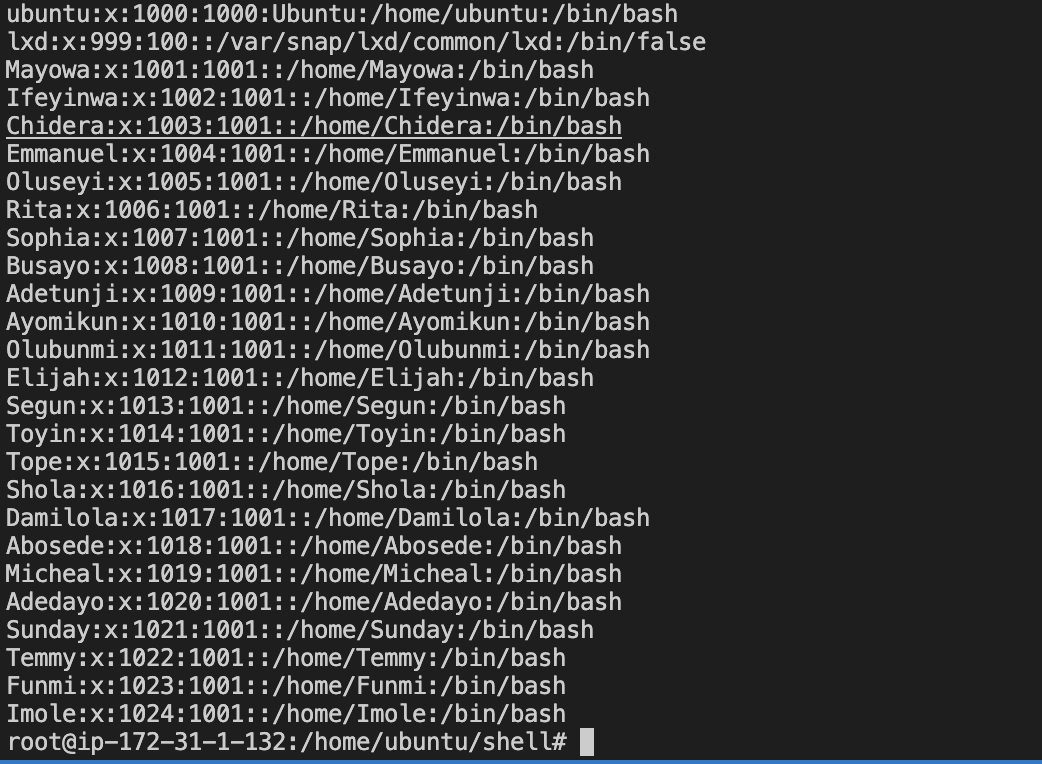 ubuntu:x:1000:1000:Ubuntu:/home/ubuntu:/bin/bash
lxd:x:999:100::/var/snap/lxd/common/lxd:/bin/false
Mayowa:x:1001:1001::/home/Mayowa:/bin/bash
Ifeyinwa:x:1002:1001::/home/Ifeyinwa:/bin/bash
Chidera:x:1003:1001::/home/Chidera:/bin/bash
Emmanuel:x:1004:1001::/home/Emmanuel:/bin/bash
Oluseyi:x:1005:1001::/home/Oluseyi:/bin/bash
Rita:x:1006:1001::/home/Rita:/bin/bash
Sophia:x:1007:1001::/home/Sophia:/bin/bash
Busayo:x:1008:1001::/home/Busayo:/bin/bash
Adetunji:x:1009:1001::/home/Adetunji:/bin/bash
Ayomikun:x:1010:1001::/home/Ayomikun:/bin/bash
Olubunmi:x:1011:1001::/home/Olubunmi:/bin/bash
Elijah:x:1012:1001::/home/Elijah:/bin/bash
Segun:x:1013:1001::/home/Segun:/bin/bash
Toyin:x:1014:1001::/home/Toyin:/bin/bash
Tope:x:1015:1001::/home/Tope:/bin/bash
Shola:x:1016:1001::/home/Shola:/bin/bash
Damilola:x:1017:1001::/home/Damilola:/bin/bash
Abosede:x:1018:1001::/home/Abosede:/bin/bash
Micheal:x:1019:1001::/home/Micheal:/bin/bash
Adedayo:x:1020:1001::/home/Adedayo:/bin/bash
Sunday:x:1021:1001::/home/Sunday:/bin/bash
Temmy:x:1022:1001::/home/Temmy:/bin/bash
Funmi:x:1023:1001::/home/Funmi:/bin/bash
Imole:x:1024:1001::/home/Imole:/bin/bash
root@ip-172-31-1-132:/home/ubuntu/shell#